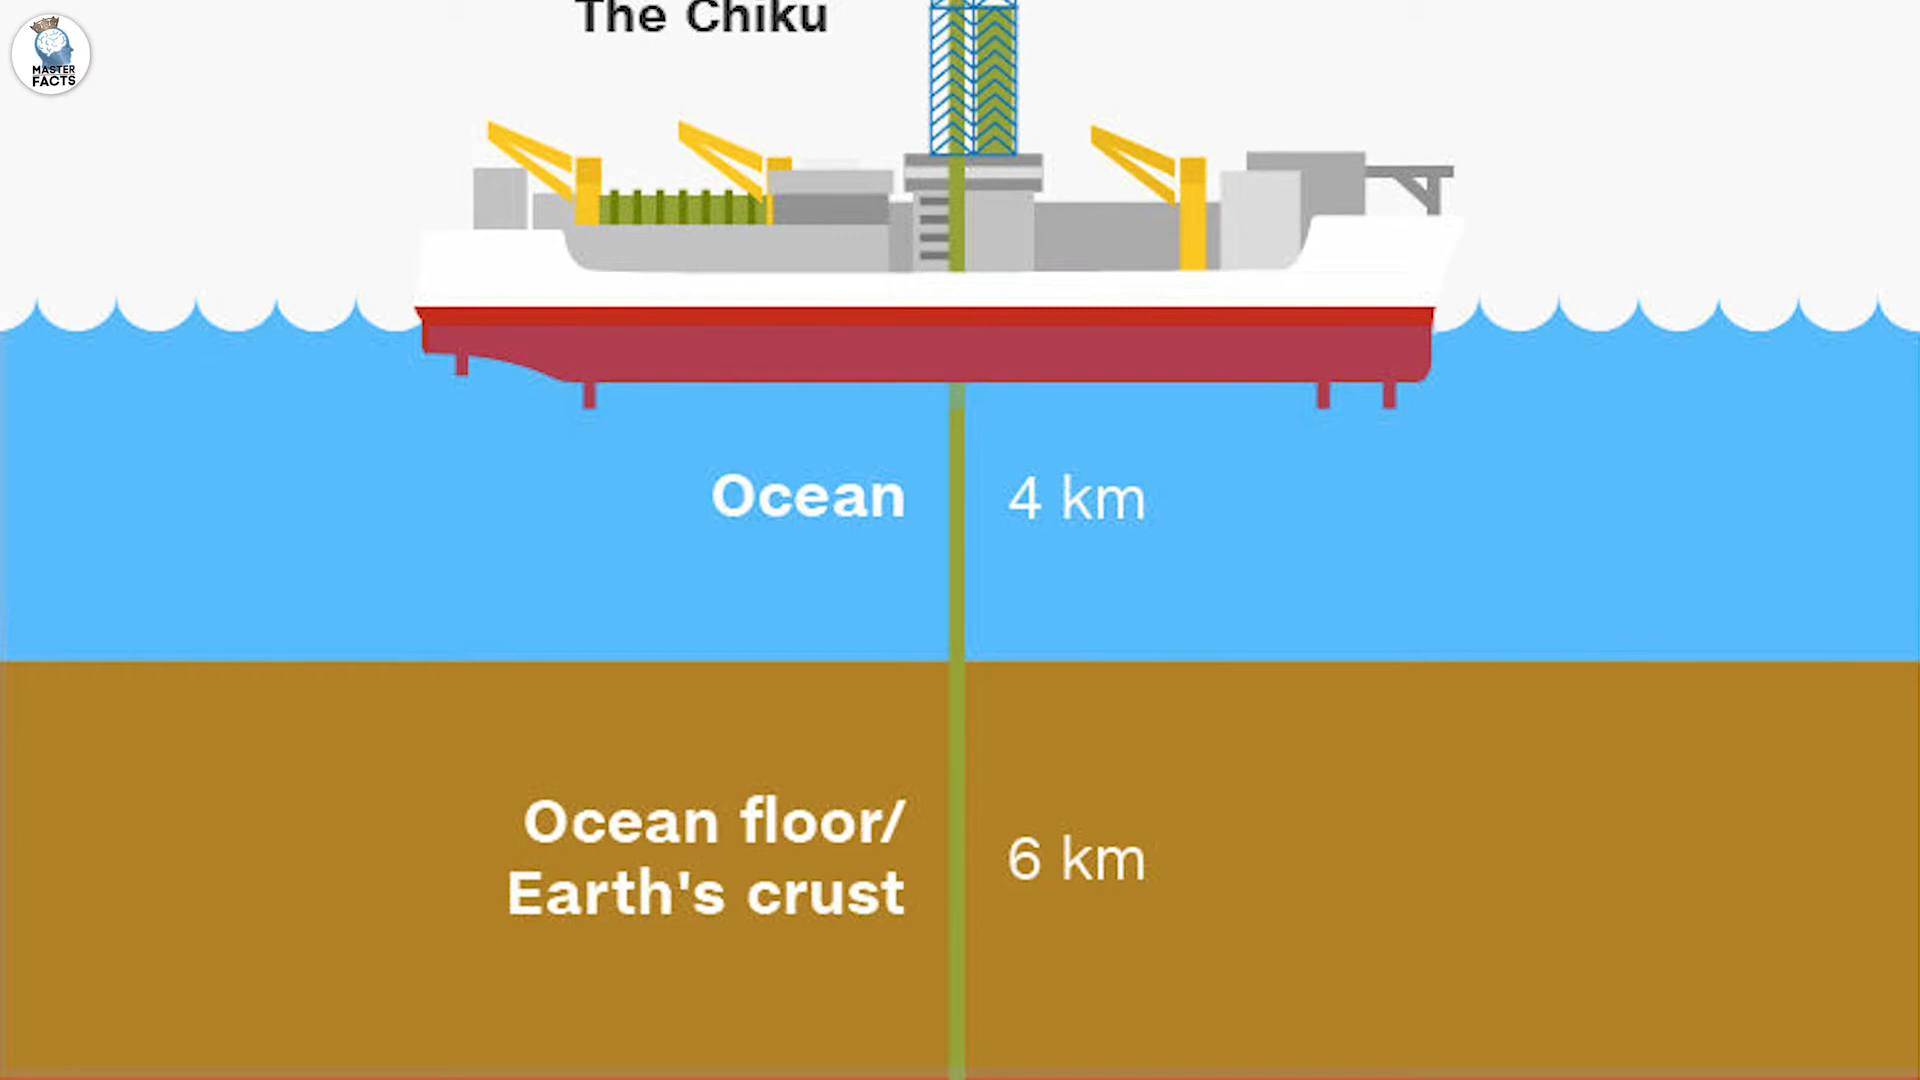 The Chiku
MASTER
FACTS
Ocean
4 km
Ocean floor/
Earth's crust
6 km